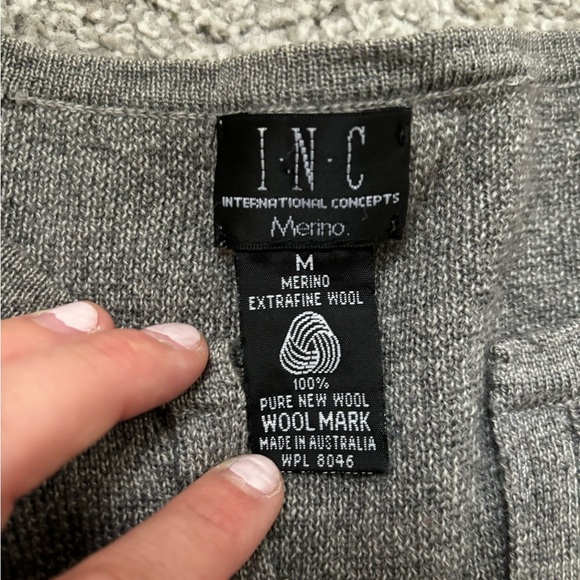 I·N·C
INTERNATIONAL CONCEPTS
Merino.
M
MERINO
EXTRAFINE WOOL
100%
PURE NEW WOOL
WOOL MARK
MADE IN AUSTRALIA
WPL 8046